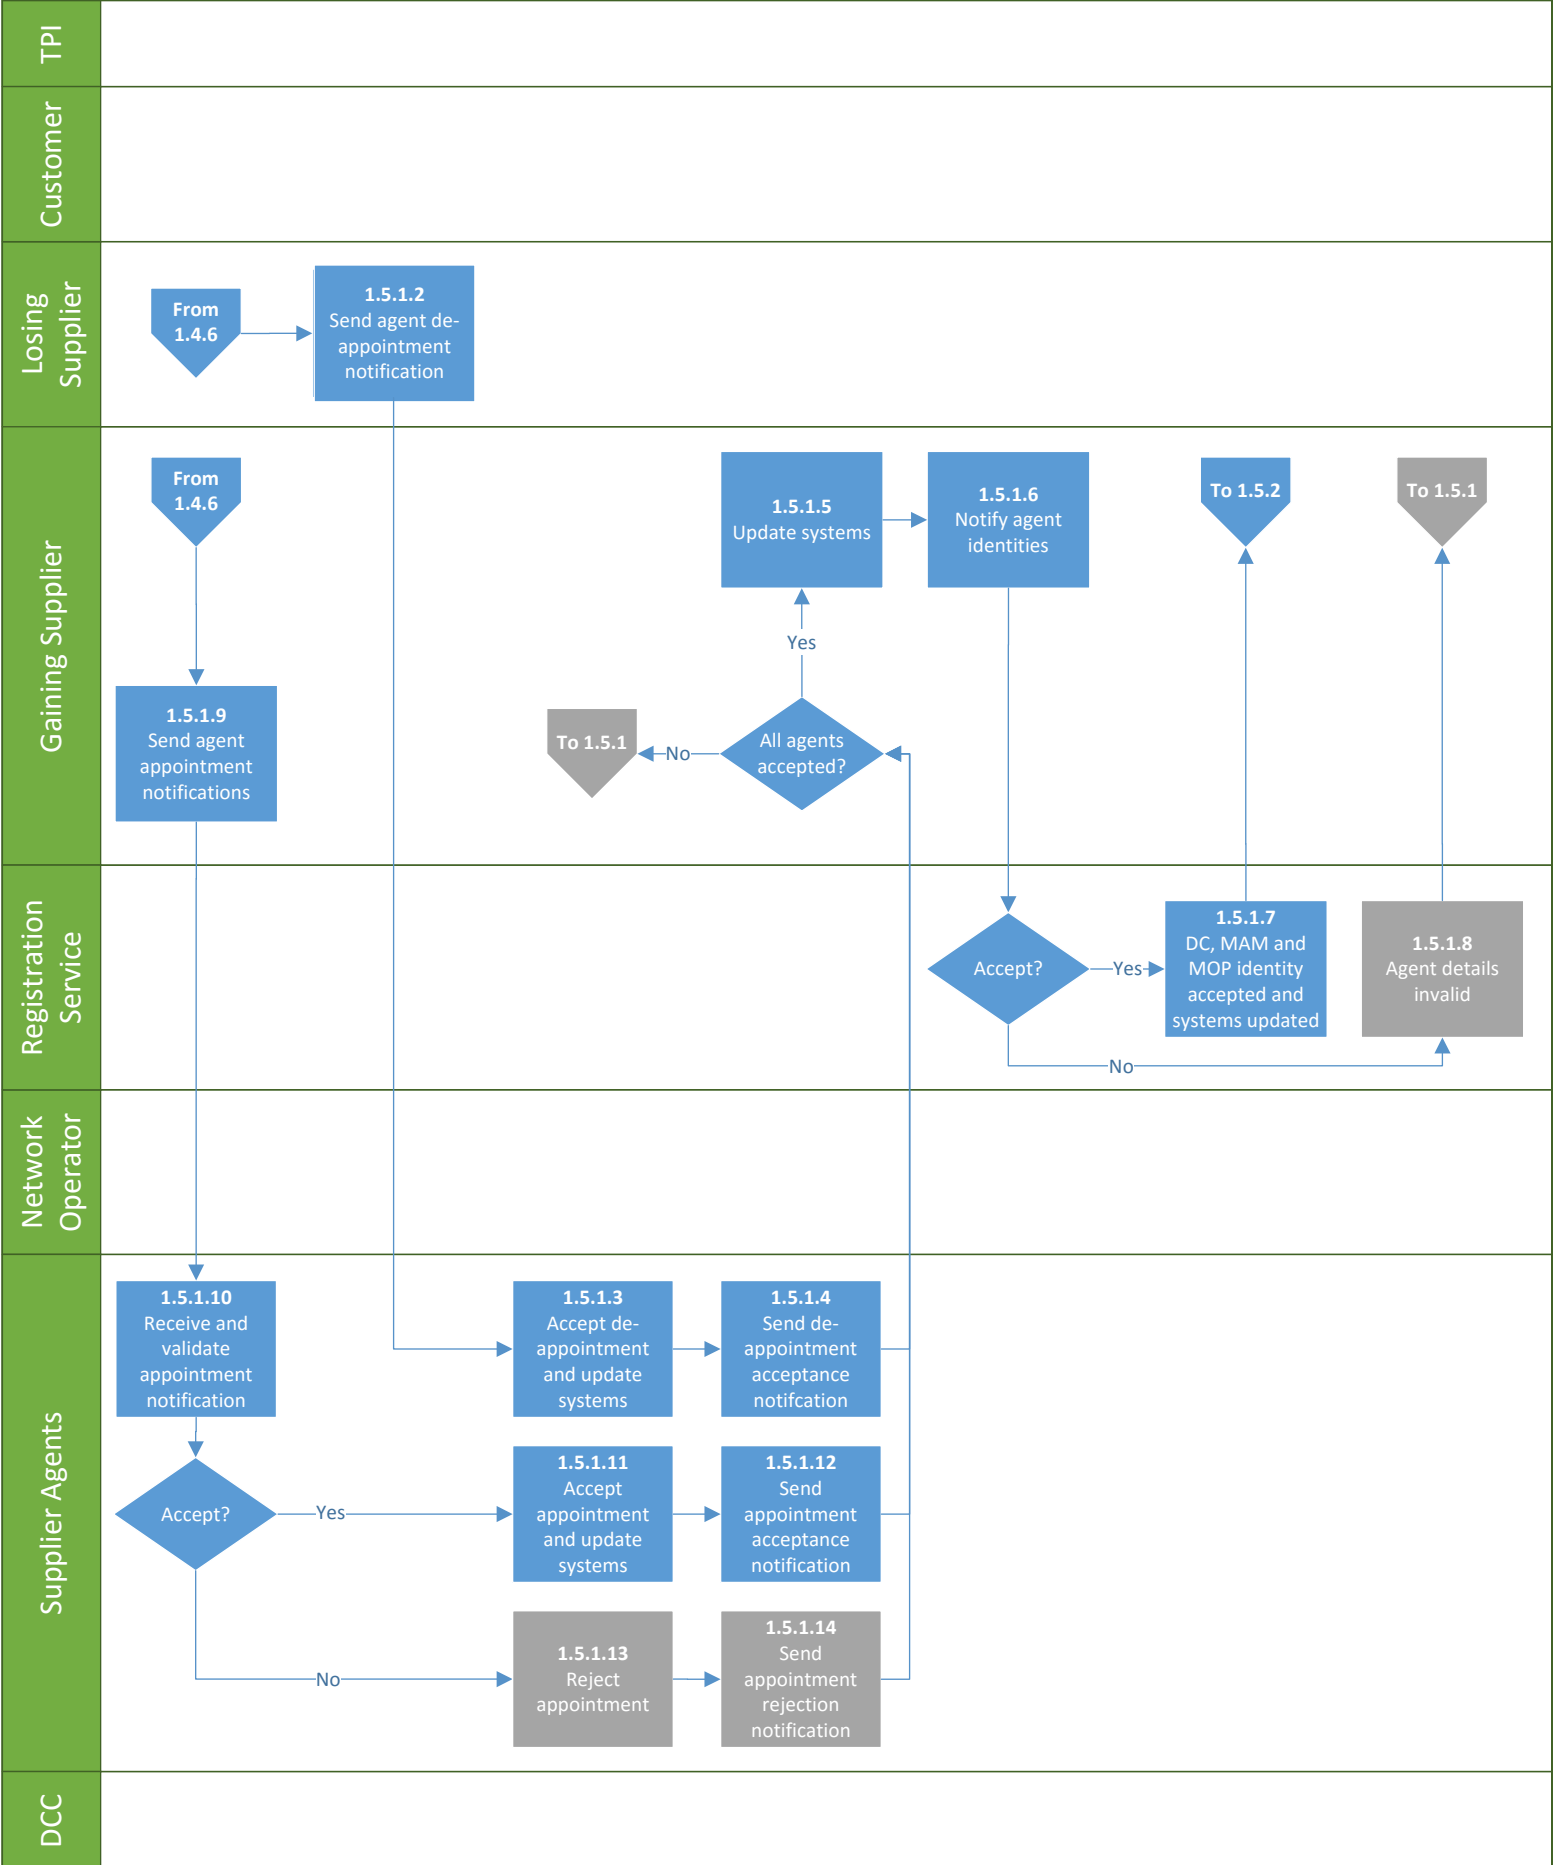 TPI
Customer
Losing
Supplier
From
1.4.6
1.5.1.2
Send agent de-
appointment
notification
Gaining Supplier
From
1.4.6
1.5.1.9
Send agent
appointment
notifications
To 1.5.1
No
All agents
accepted?
Yes
1.5.1.5
Update systems
1.5.1.6
Notify agent
identities
To 1.5.2
To 1.5.1
Registration
Service
Accept?
Yes
No
1.5.1.7
DC, MAM and
MOP identity
accepted and
systems updated
1.5.1.8
Agent details
invalid
Network
Operator
Supplier Agents
1.5.1.10
Receive and
validate
appointment
notification
Accept?
Yes
No
1.5.1.3
Accept de-
appointment
and update
systems
1.5.1.4
Send de-
appointment
acceptance
notifcation
1.5.1.11
Accept
appointment
and update
systems
1.5.1.12
Send
appointment
acceptance
notification
1.5.1.13
Reject
appointment
1.5.1.14
Send
appointment
rejection
notification
DCC